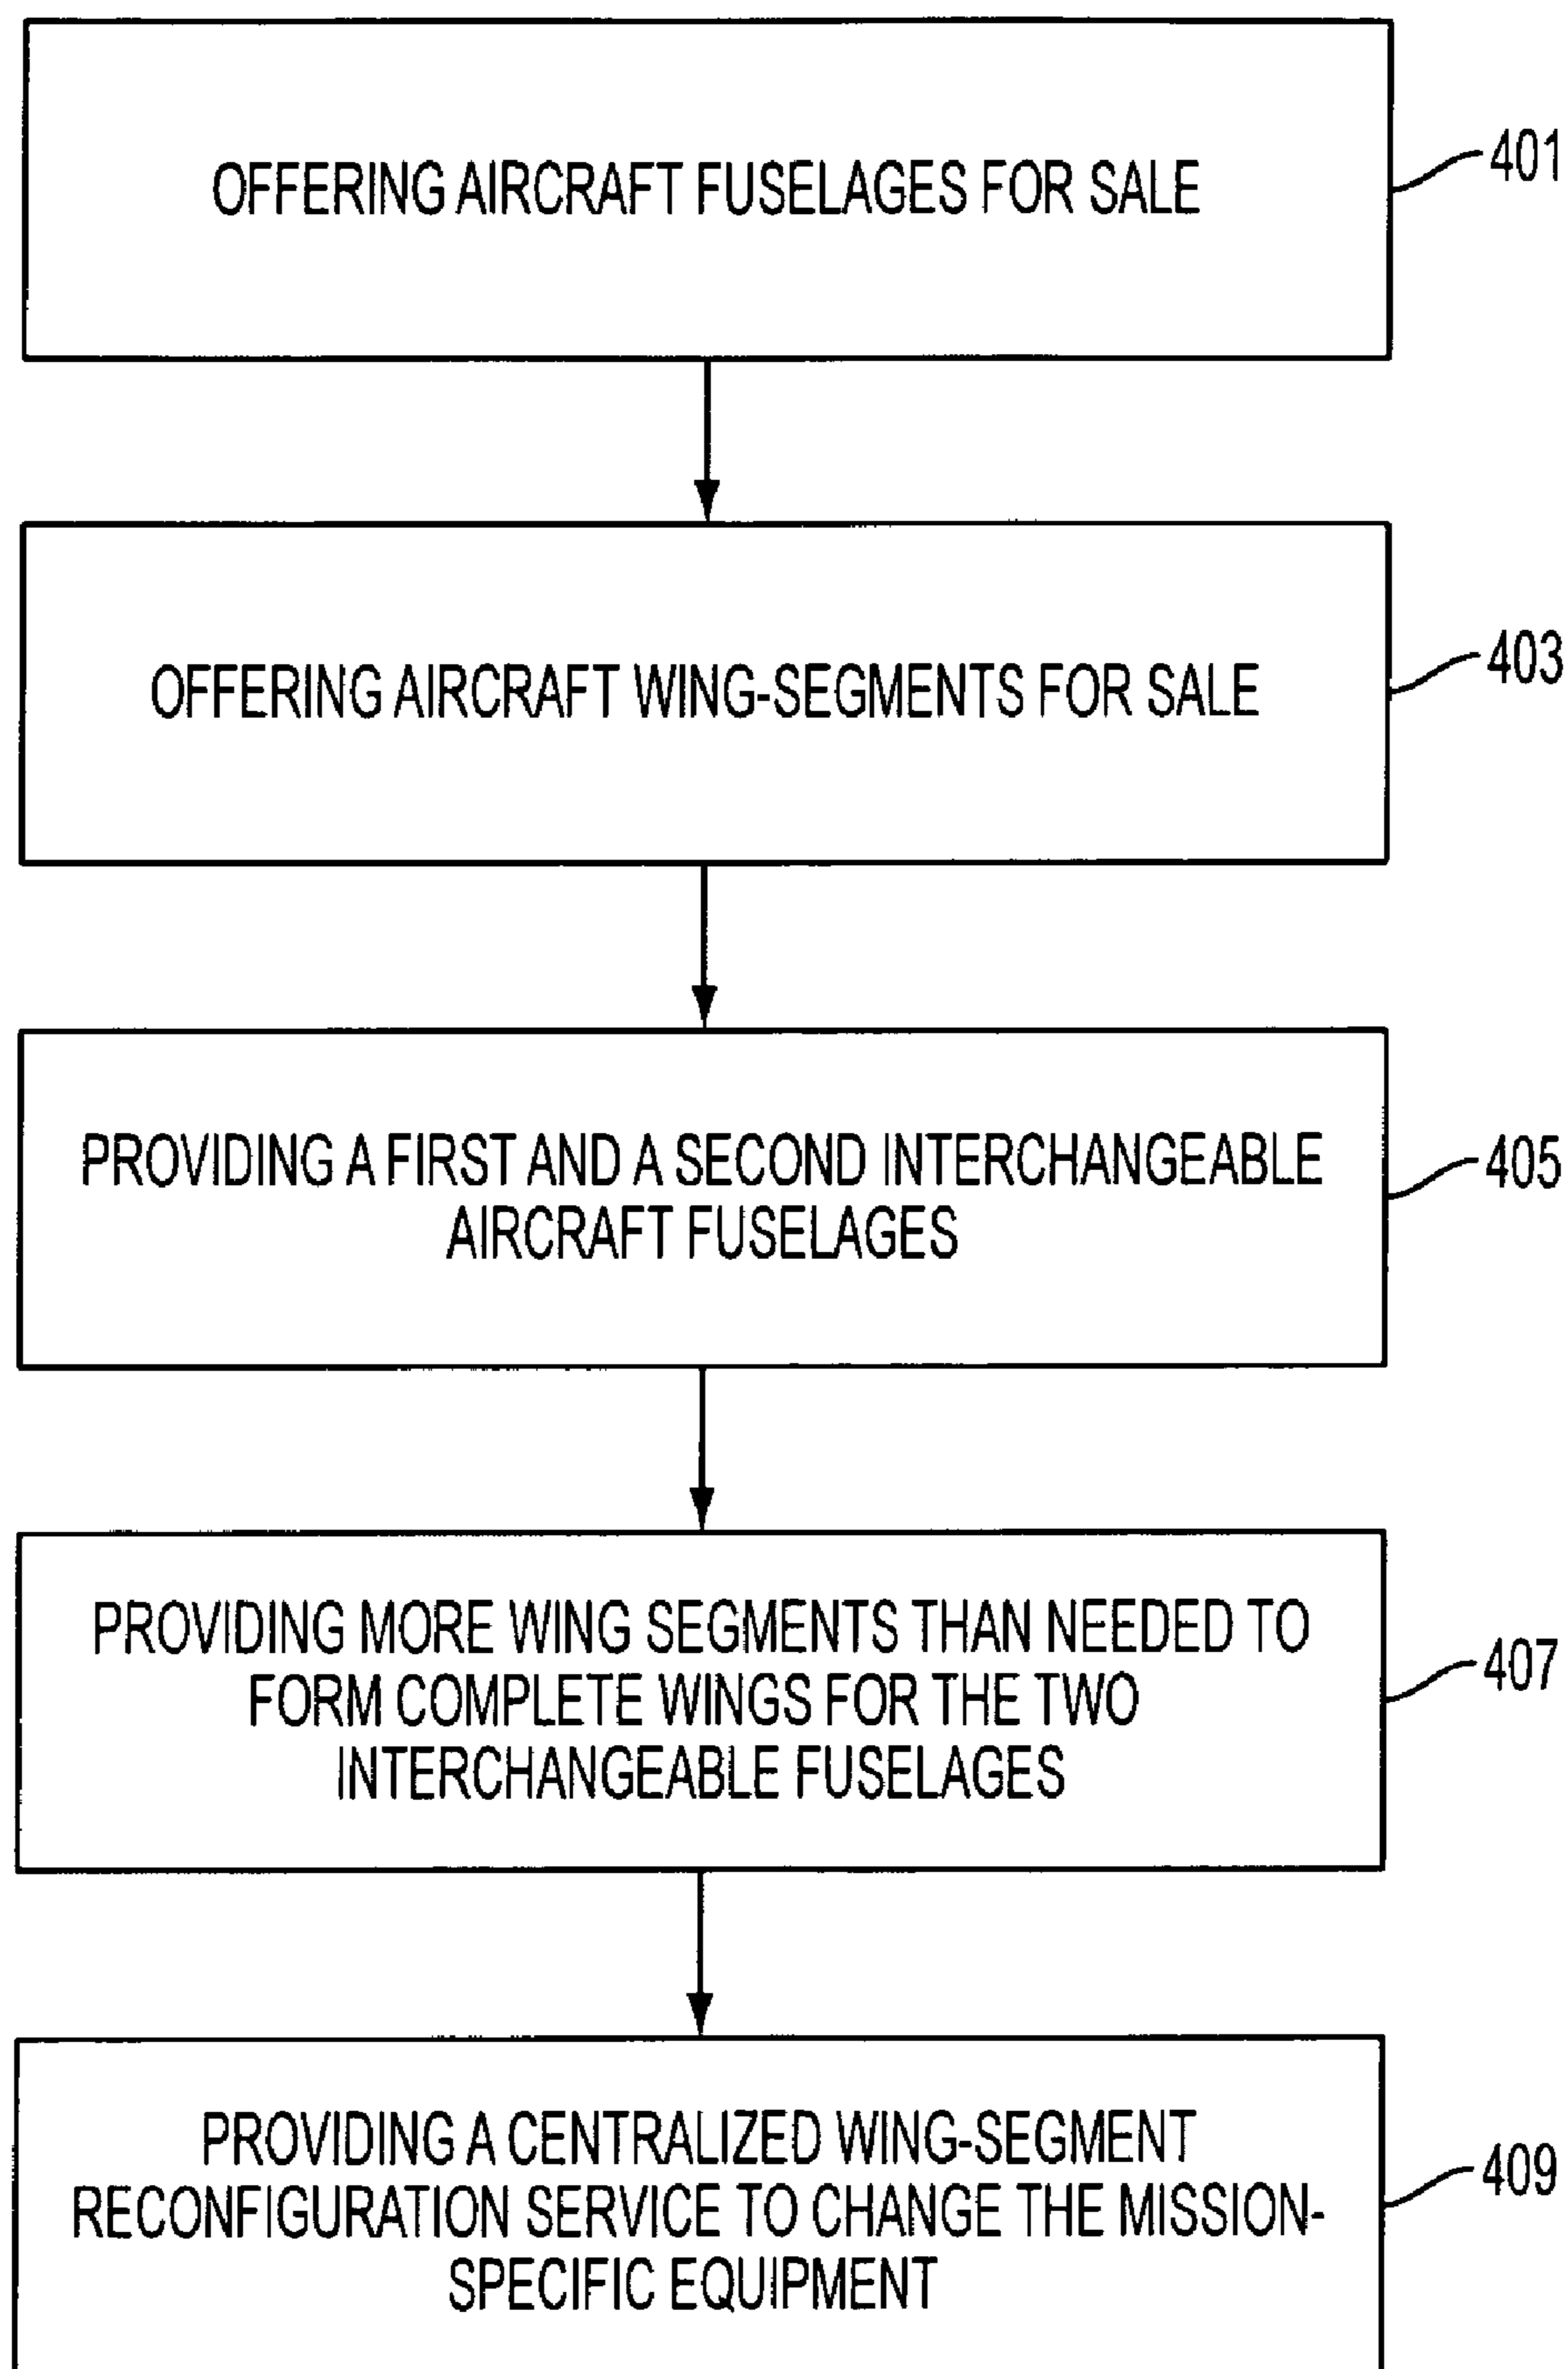 OFFERING AIRCRAFT FUSELAGES FOR SALE
401
OFFERING AIRCRAFT WING-SEGMENTS FOR SALE
403
PROVIDING A FIRST AND A SECOND INTERCHANGEABLE
AIRCRAFT FUSELAGES
405
PROVIDING MORE WING SEGMENTS THAN NEEDED TO
FORM COMPLETE WINGS FOR THE TWO
INTERCHANGEABLE FUSELAGES
407
PROVIDING A CENTRALIZED WING-SEGMENT
RECONFIGURATION SERVICE TO CHANGE THE MISSION-
SPECIFIC EQUIPMENT
409